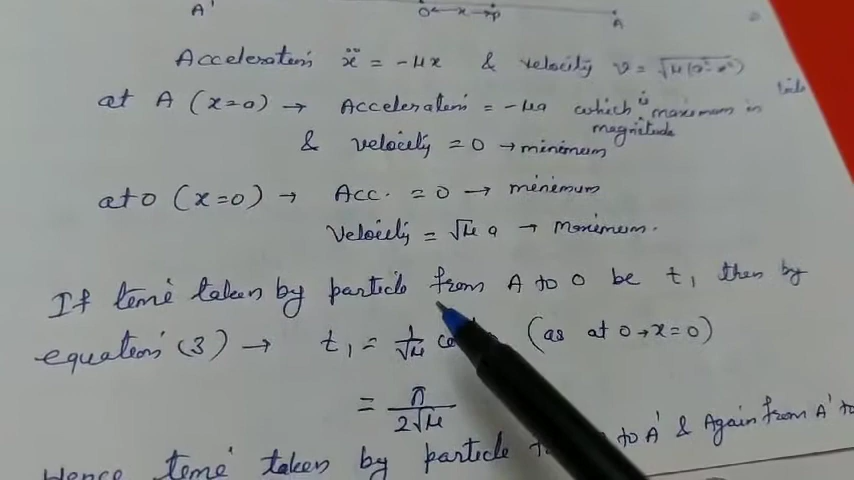 A' O ← x → P A
Acceleration ẍ = -μx & velocity v = √μ(a²-x²)
at A (x=a) → Acceleration = -μa which is maximum in
magnitude
& velocity = 0 → minimum
at O (x=0) → Acc. = 0 → minimum
Velocity = √μ a → maximum.
If time taken by particle from A to O be t₁ then by
equation (3) → t₁ = 1/√μ (as at O → x=0)
= π/2√μ
Hence time taken by particle to A' & Again from A' to